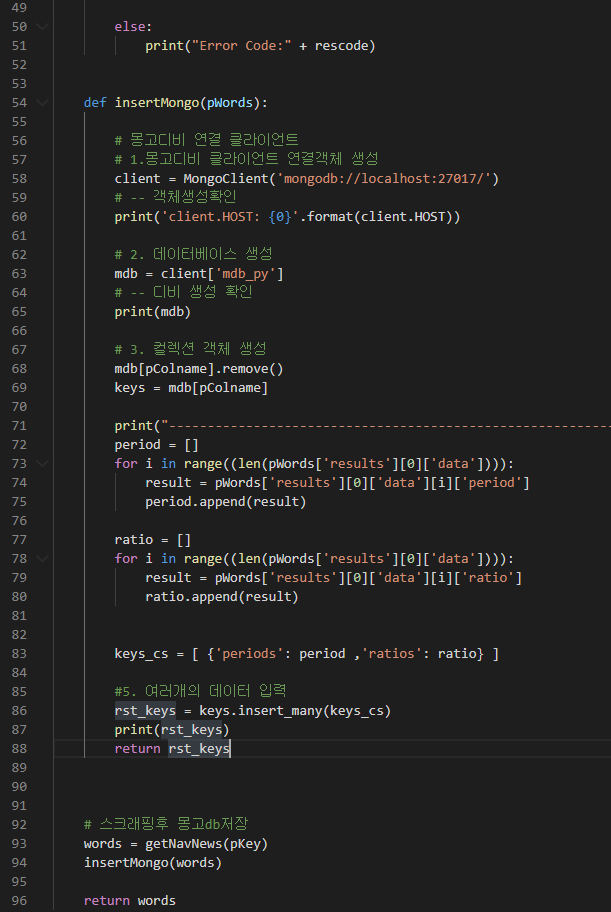 49
50 else:
51 print("Error Code:" + rescode)
52
53
54 def insertMongo(pWords):
55
56 # 몽고디비 연결 클라이언트
57 # 1.몽고디비 클라이언트 연결객체 생성
58 client = MongoClient('mongodb://localhost:27017/')
59 # -- 객체생성확인
60 print('client.HOST: {0}'.format(client.HOST))
61
62 # 2. 데이터베이스 생성
63 mdb = client['mdb_py']
64 # -- 디비 생성 확인
65 print(mdb)
66
67 # 3. 컬렉션 객체 생성
68 mdb[pColname].remove()
69 keys = mdb[pColname]
70
71 print("----------------------------------------------------------
72 period = []
73 for i in range((len(pWords['results'][0]['data']))):
74 result = pWords['results'][0]['data'][i]['period']
75 period.append(result)
76
77 ratio = []
78 for i in range((len(pWords['results'][0]['data']))):
79 result = pWords['results'][0]['data'][i]['ratio']
80 ratio.append(result)
81
82
83 keys_cs = [ {'periods': period ,'ratios': ratio} ]
84
85 #5. 여러개의 데이터 입력
86 rst_keys = keys.insert_many(keys_cs)
87 print(rst_keys)
88 return rst_keys
89
90
91
92 # 스크래핑후 몽고db저장
93 words = getNavNews(pKey)
94 insertMongo(words)
95
96 return words